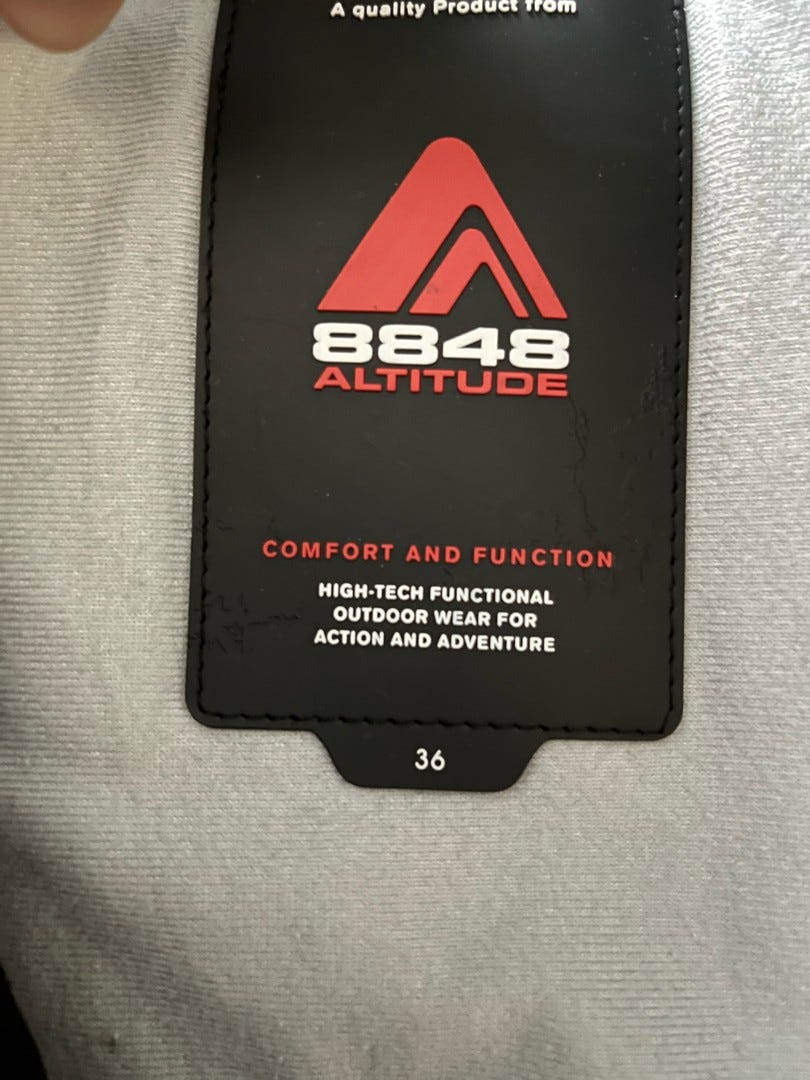 A quality Product from
8848
ALTITUDE
COMFORT AND FUNCTION
HIGH-TECH FUNCTIONAL
OUTDOOR WEAR FOR
ACTION AND ADVENTURE
36